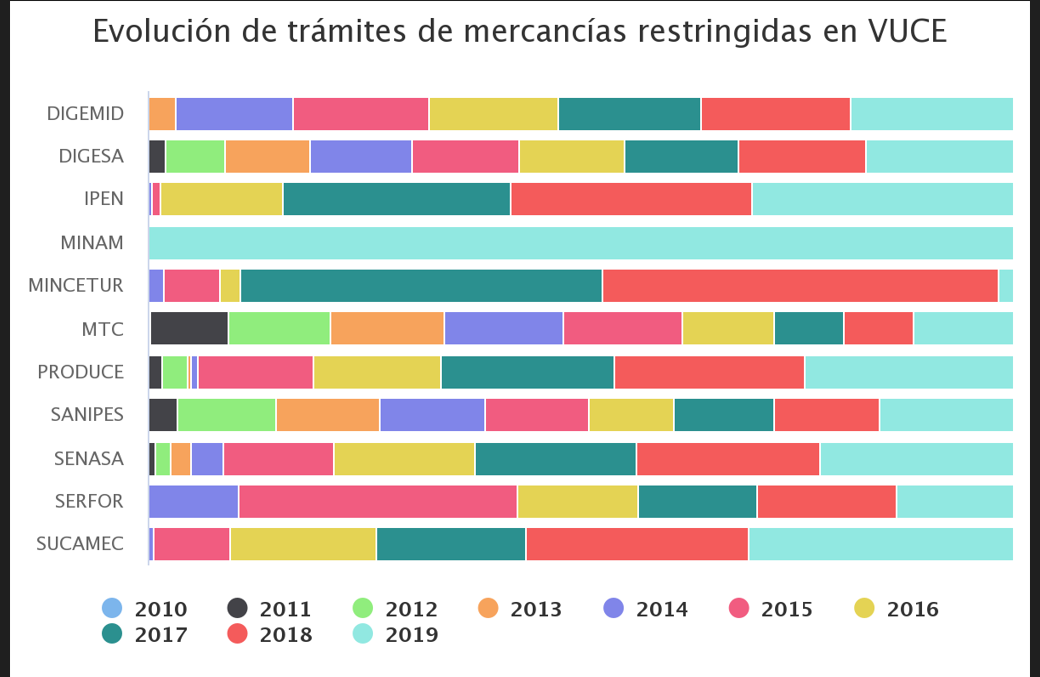 Evolución de trámites de mercancías restringidas en VUCE
DIGEMID
DIGESA
IPEN
MINAM
MINCETUR
MTC
PRODUCE
SANIPES
SENASA
SERFOR
SUCAMEC
2010 2011 2012 2013 2014 2015 2016
2017 2018 2019